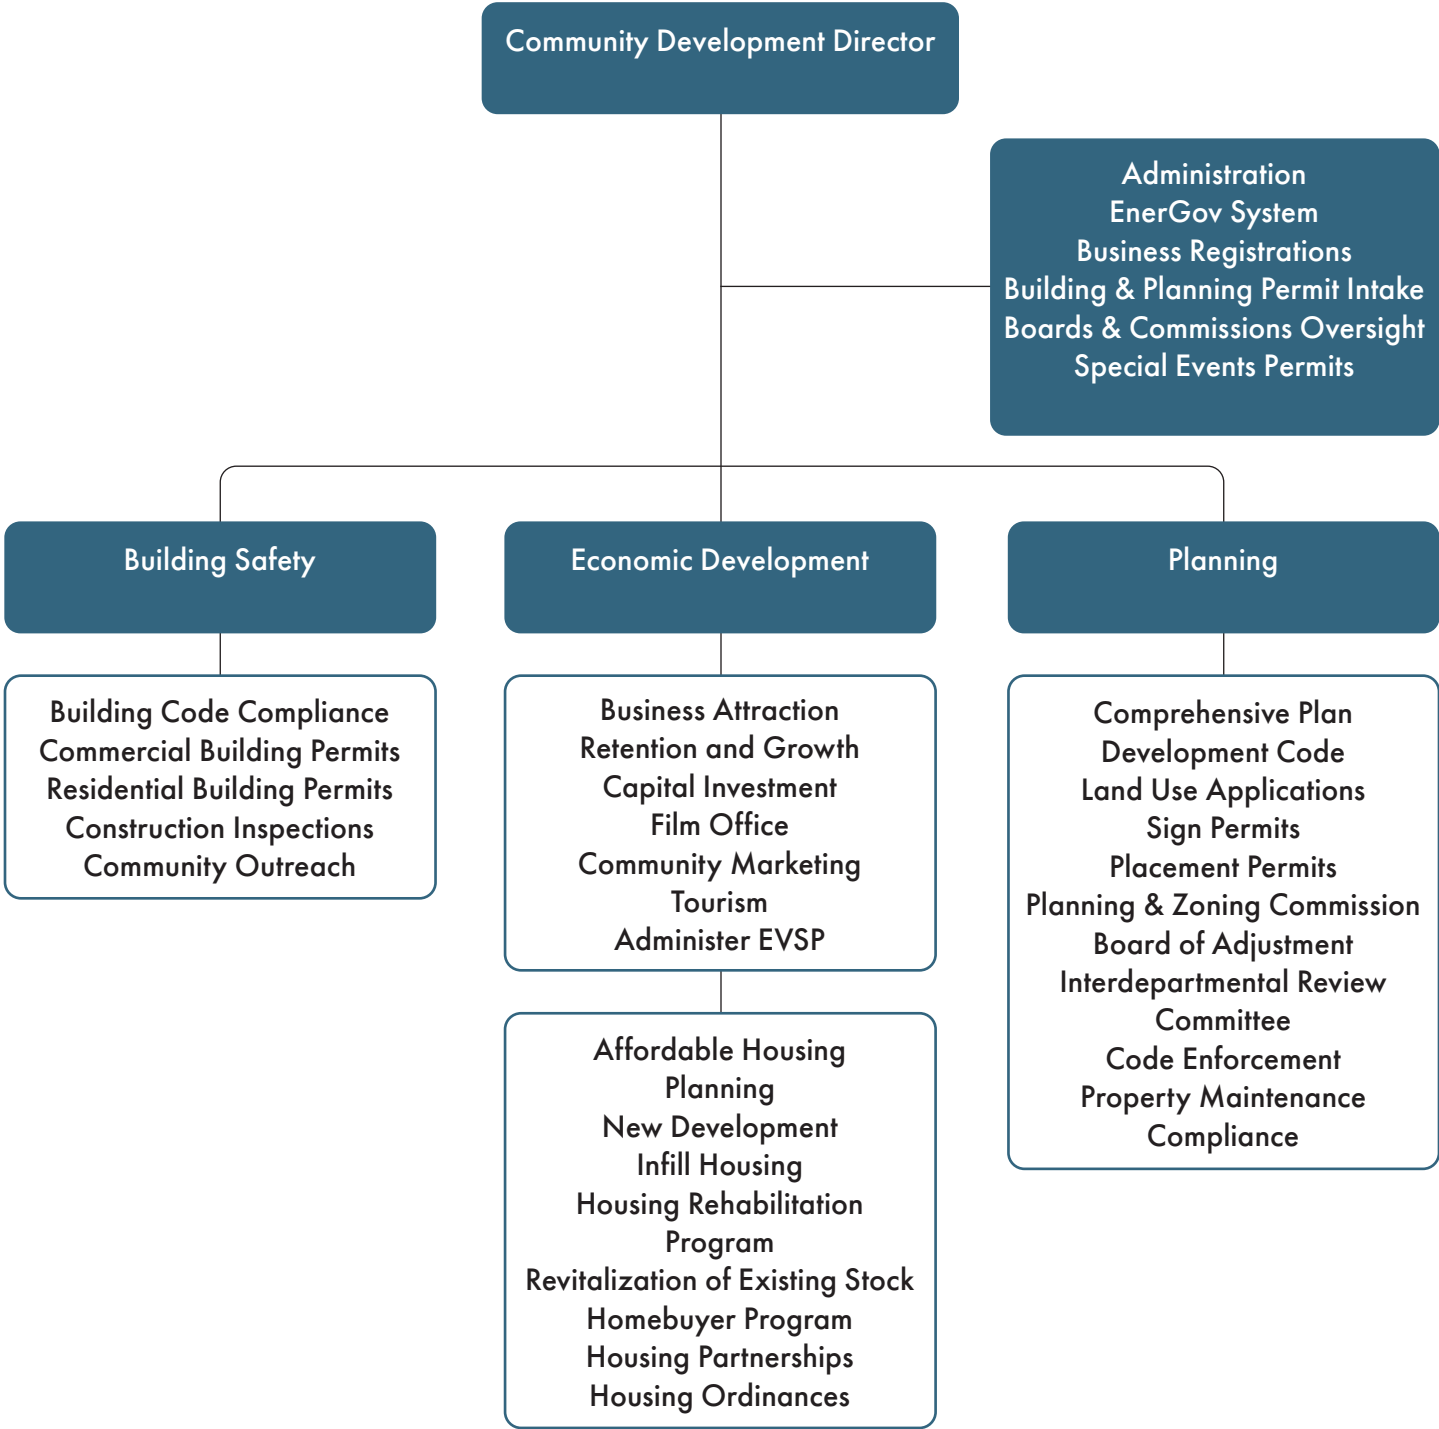 Community Development Director
Administration
EnerGov System
Business Registrations
Building & Planning Permit Intake
Boards & Commissions Oversight
Special Events Permits
Building Safety
Economic Development
Planning
Building Code Compliance
Commercial Building Permits
Residential Building Permits
Construction Inspections
Community Outreach
Business Attraction
Retention and Growth
Capital Investment
Film Office
Community Marketing
Tourism
Administer EVSP
Affordable Housing
Planning
New Development
Infill Housing
Housing Rehabilitation
Program
Revitalization of Existing Stock
Homebuyer Program
Housing Partnerships
Housing Ordinances
Comprehensive Plan
Development Code
Land Use Applications
Sign Permits
Placement Permits
Planning & Zoning Commission
Board of Adjustment
Interdepartmental Review
Committee
Code Enforcement
Property Maintenance
Compliance